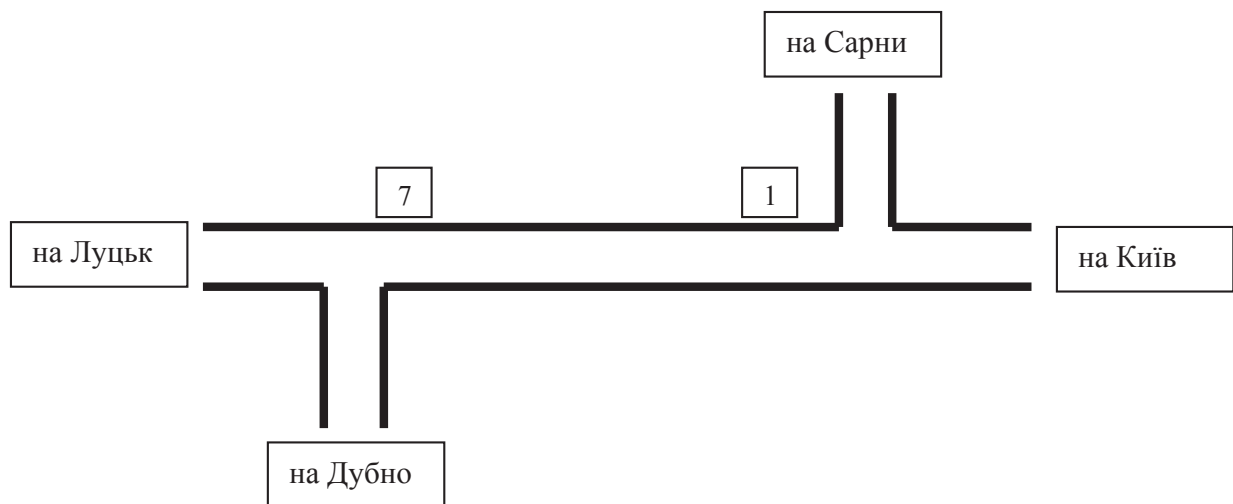 на Сарни
7
1
на Луцьк
на Київ
на Дубно